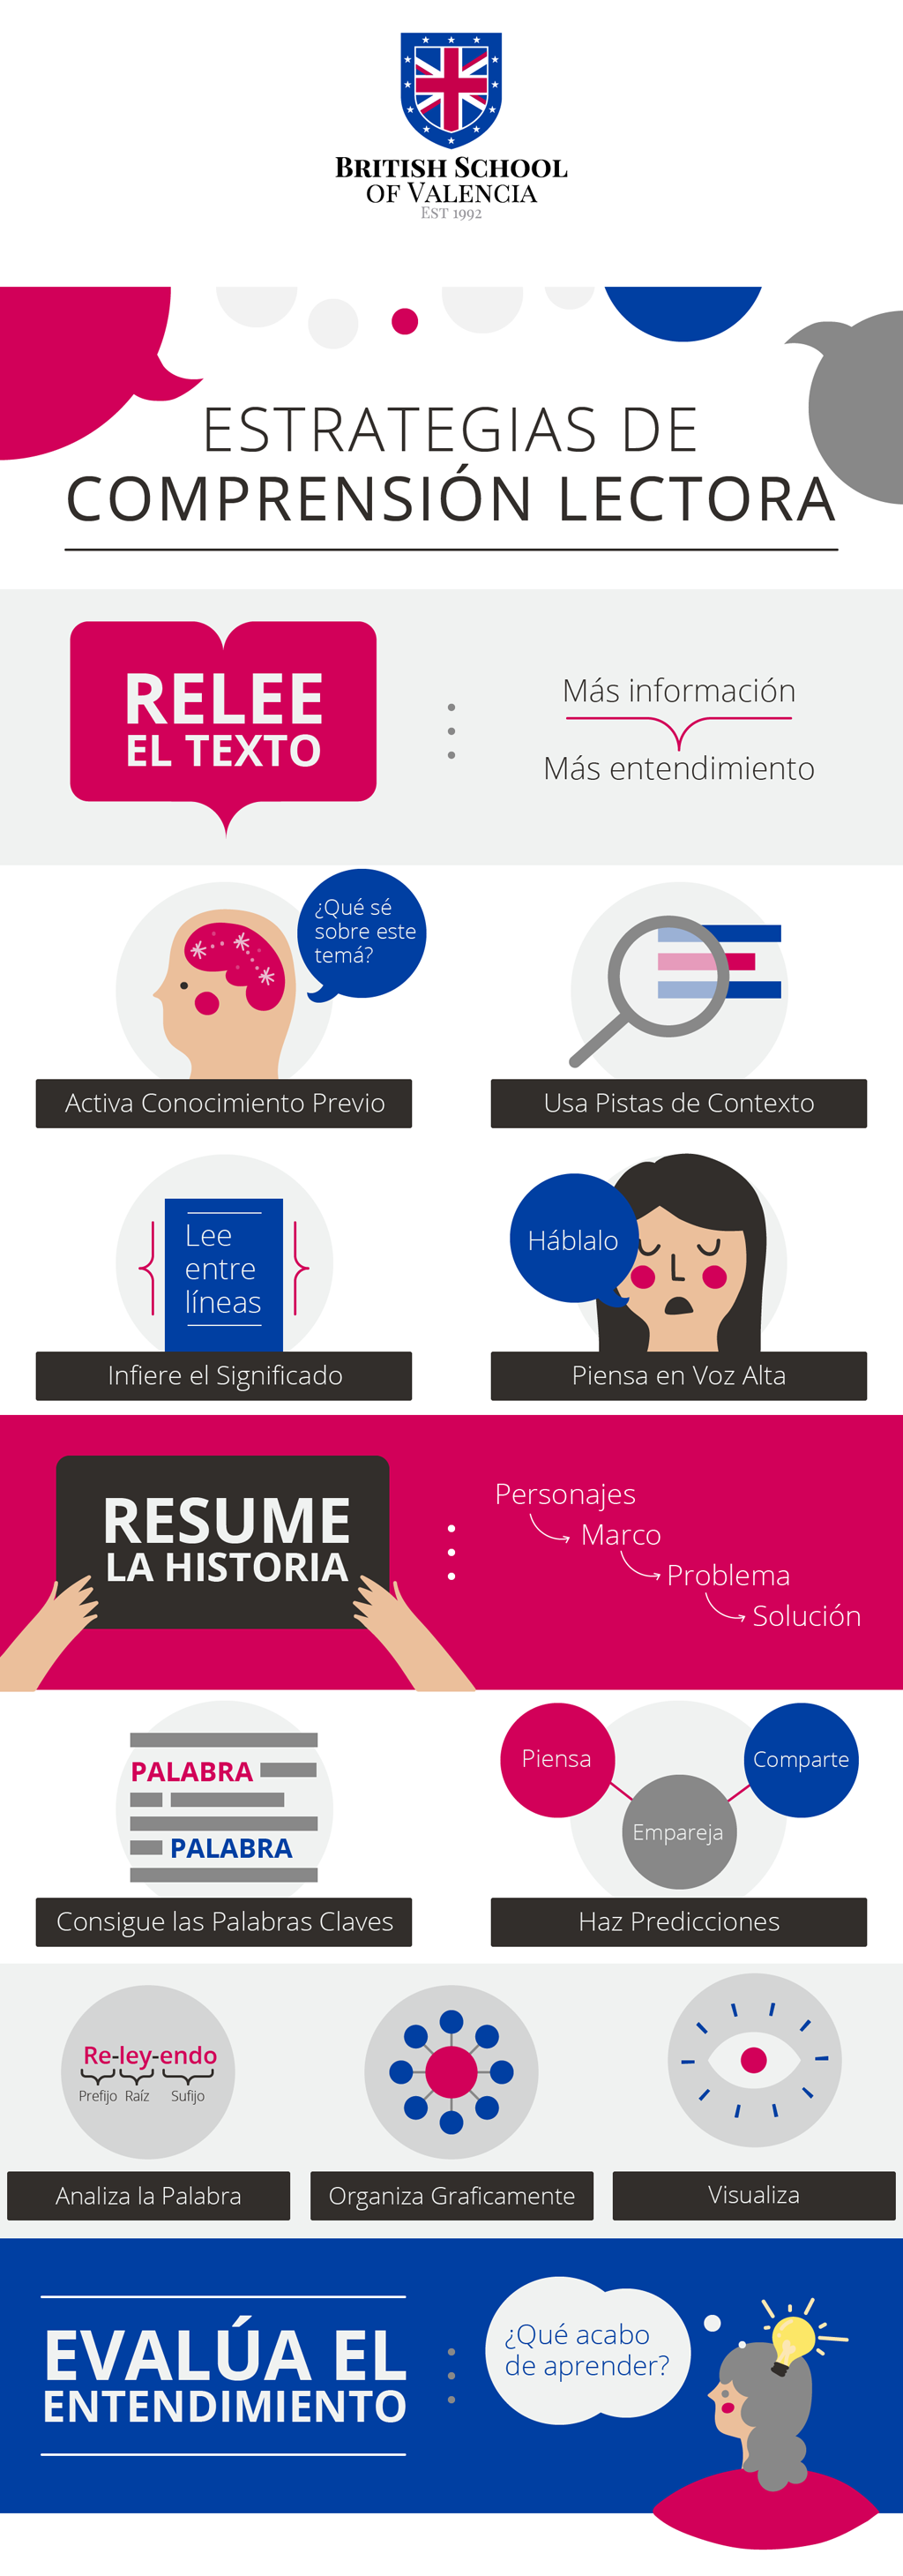 BRITISH SCHOOL
OF VALENCIA
EST 1992
ESTRATEGIAS DE
COMPRENSIÓN LECTORA
RELEE
EL TEXTO
Más información
Más entendimiento
¿Qué sé
sobre este
temá?
Activa Conocimiento Previo
Usa Pistas de Contexto
Lee
entre
líneas
Infiere el Significado
Háblalo
Piensa en Voz Alta
RESUME
LA HISTORIA
Personajes
Marco
Problema
Solución
PALABRA
PALABRA
Consigue las Palabras Claves
Piensa
Empareja
Comparte
Haz Predicciones
Re-ley-endo
Prefijo Raíz Sufijo
Analiza la Palabra
Organiza Graficamente
Visualiza
EVALÚA EL
ENTENDIMIENTO
¿Qué acabo
de aprender?